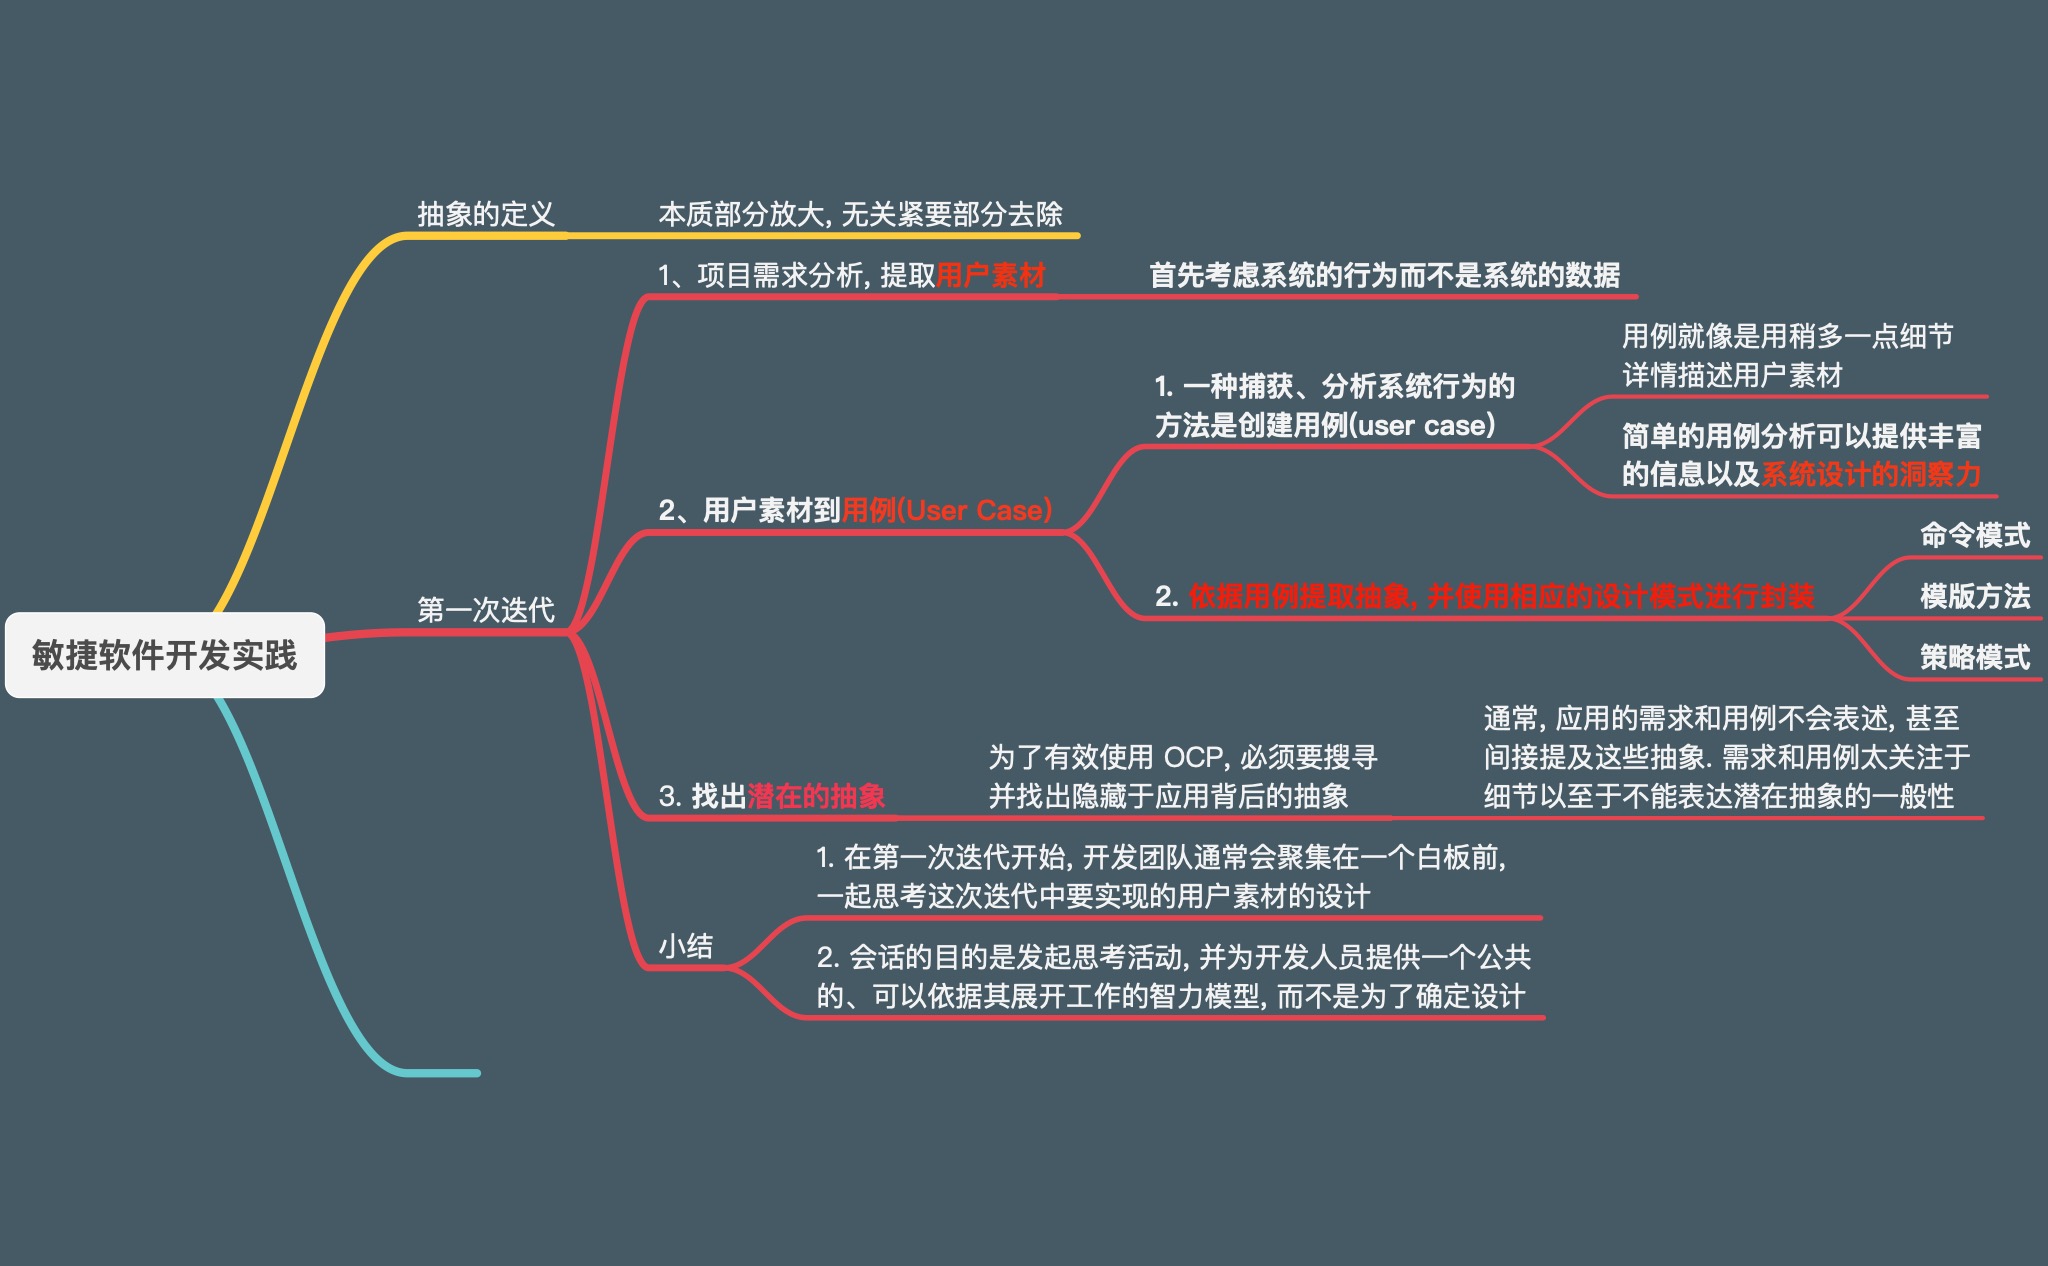 抽象的定义
本质部分放大, 无关紧要部分去除
1、项目需求分析, 提取用户素材
首先考虑系统的行为而不是系统的数据
用例就像是用稍多一点细节
详情描述用户素材
1. 一种捕获、分析系统行为的
方法是创建用例(user case)
简单的用例分析可以提供丰富
的信息以及系统设计的洞察力
2、用户素材到用例(User Case)
命令模式
2. 依据用例提取抽象, 并使用相应的设计模式进行封装
模版方法
策略模式
第一次迭代
敏捷软件开发实践
3. 找出潜在的抽象
为了有效使用 OCP, 必须要搜寻
并找出隐藏于应用背后的抽象
通常, 应用的需求和用例不会表述, 甚至
间接提及这些抽象. 需求和用例太关注于
细节以至于不能表达潜在抽象的一般性
小结
1. 在第一次迭代开始, 开发团队通常会聚集在一个白板前,
一起思考这次迭代中要实现的用户素材的设计
2. 会话的目的是发起思考活动, 并为开发人员提供一个公共
的、可以依据其展开工作的智力模型, 而不是为了确定设计